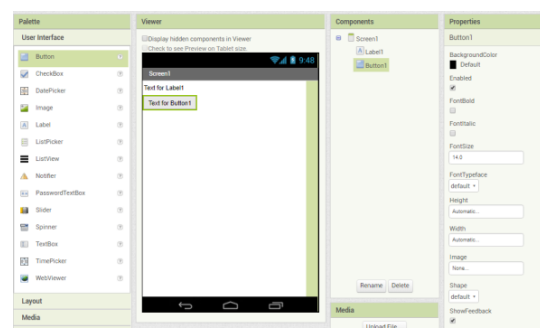 Palette
User Interface
Button
CheckBox
DatePicker
Image
Label
ListPicker
ListView
Notifier
PasswordTextBox
Slider
Spinner
TextBox
TimePicker
WebViewer
Layout
Media
Viewer
Display hidden components in Viewer
Check to see Preview on Tablet size.
9:48
Screen1
Text for Label1
Text for Button1
Components
Screen1
Label1
Button1
Rename Delete
Media
Upload File...
Properties
Button1
BackgroundColor
Default
Enabled
FontBold
FontItalic
FontSize
14.0
FontTypeface
default
Height
Automatic...
Width
Automatic...
Image
None...
Shape
default
ShowFeedback